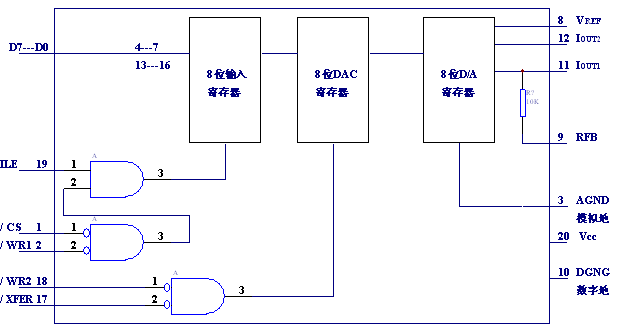 8 VREF
12 IOUT2
D7---D0 4---7
13---16
11 IOUT1
8位输入
寄存器
8位DAC
寄存器
8位D/A
寄存器
R?
10K
9 RFB
A
ILE 19 1
2
3
3 AGND
模拟地
A
/ CS 1 1
/ WR1 2 2
3
20 Vcc
A
/ WR2 18 1
/ XFER 17 2
3
10 DGNG
数字地